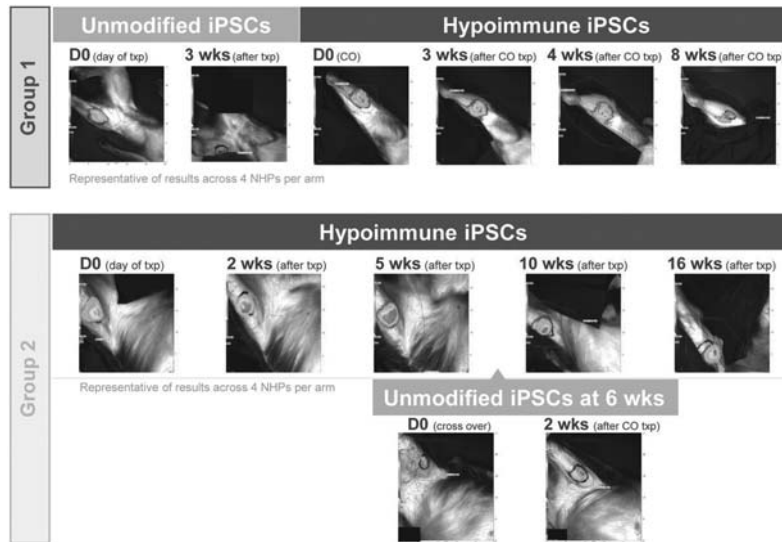 Unmodified iPSCs
Hypoimmune iPSCs
Group 1
D0 (day of txp)
3 wks (after txp)
D0 (CO)
3 wks (after CO txp)
4 wks (after CO txp)
8 wks (after CO txp)
Representative of results across 4 NHPs per arm
Hypoimmune iPSCs
Group 2
D0 (day of txp)
2 wks (after txp)
5 wks (after txp)
10 wks (after txp)
16 wks (after txp)
Representative of results across 4 NHPs per arm
Unmodified iPSCs at 6 wks
D0 (cross over)
2 wks (after CO txp)